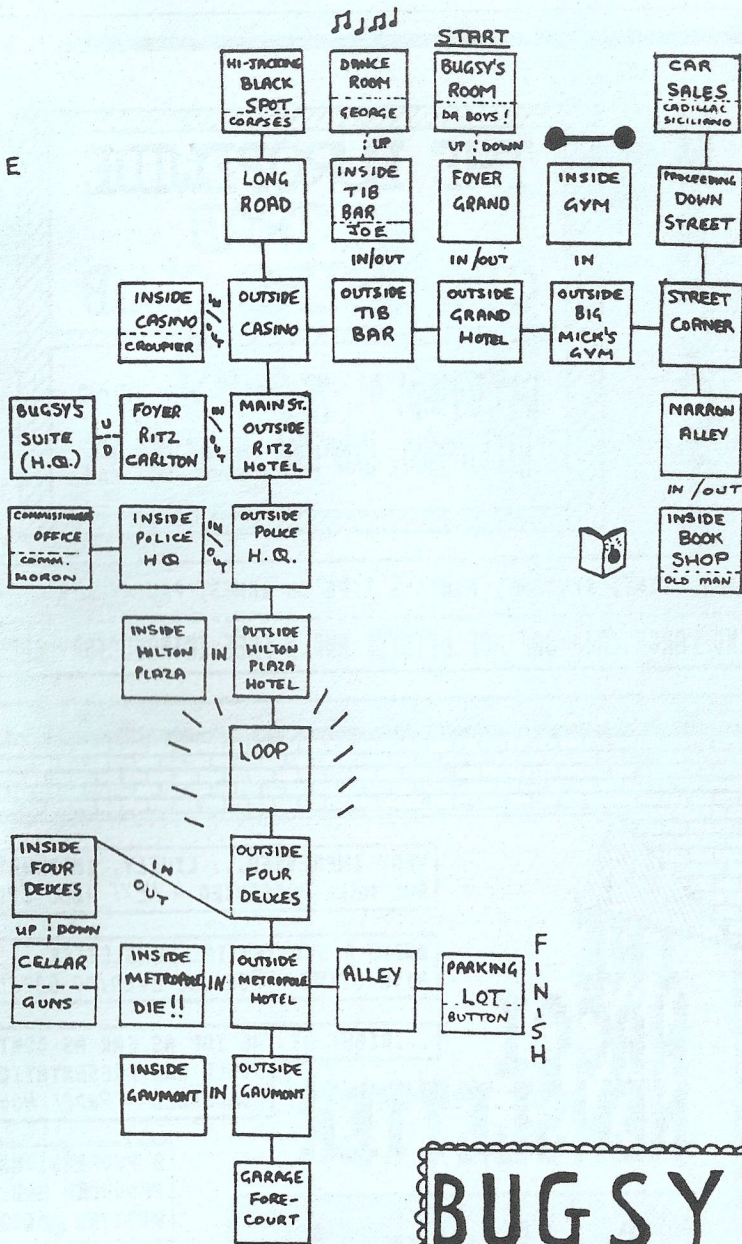 START
HI-JACKING
BLACK
SPOT
CORPSES
DANCE
ROOM
GEORGE
BUGSY'S
ROOM
DA BOYS!
CAR
SALES
CADILLAC
SICILIANO
E
UP
UP DOWN
LONG
ROAD
INSIDE
TIB
BAR
JOE
FOYER
GRAND
INSIDE
GYM
PROCEEDING
DOWN
STREET
IN/OUT
IN/OUT
IN
INSIDE
CASINO
CROUPIER
IN/OUT
OUTSIDE
CASINO
OUTSIDE
TIB
BAR
OUTSIDE
GRAND
HOTEL
OUTSIDE
BIG
MICK'S
GYM
STREET
CORNER
BUGSY'S
SUITE
(H.Q.)
U
D
FOYER
RITZ
CARLTON
IN/OUT
MAIN ST.
OUTSIDE
RITZ
HOTEL
NARROW
ALLEY
IN/OUT
COMMISSIONERS
OFFICE
COMM.
MORON
INSIDE
POLICE
HQ
IN/OUT
OUTSIDE
POLICE
H.Q.
INSIDE
BOOK
SHOP
OLD MAN
INSIDE
HILTON
PLAZA
IN
OUTSIDE
HILTON
PLAZA
HOTEL
LOOP
INSIDE
FOUR
DEUCES
IN
OUT
OUTSIDE
FOUR
DEUCES
UP DOWN
CELLAR
GUNS
INSIDE
METROPOLE
DIE!!
IN
OUTSIDE
METROPOLE
HOTEL
ALLEY
PARKING
LOT
BUTTON
FINISH
INSIDE
GAUMONT
IN
OUTSIDE
GAUMONT
GARAGE
FORE-
COURT
BUGSY